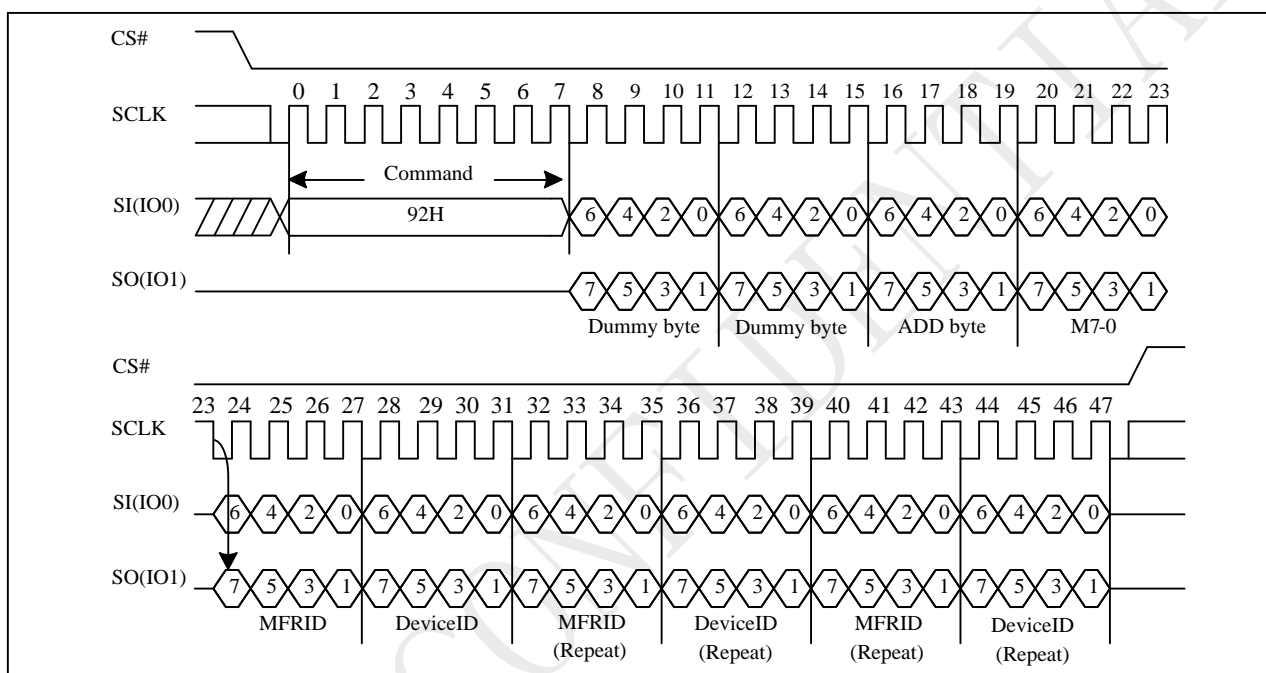 CS#
0 1 2 3 4 5 6 7 8 9 10 11 12 13 14 15 16 17 18 19 20 21 22 23
SCLK
Command
SI(IO0) 92H 6 4 2 0 6 4 2 0 6 4 2 0 6 4 2 0
SO(IO1) 7 5 3 1 7 5 3 1 7 5 3 1 7 5 3 1
Dummy byte Dummy byte ADD byte M7-0
CS#
23 24 25 26 27 28 29 30 31 32 33 34 35 36 37 38 39 40 41 42 43 44 45 46 47
SCLK
SI(IO0) 6 4 2 0 6 4 2 0 6 4 2 0 6 4 2 0 6 4 2 0 6 4 2 0
SO(IO1) 7 5 3 1 7 5 3 1 7 5 3 1 7 5 3 1 7 5 3 1 7 5 3 1
MFRID DeviceID MFRID DeviceID MFRID DeviceID
(Repeat) (Repeat) (Repeat) (Repeat)
CONFIDENTIA